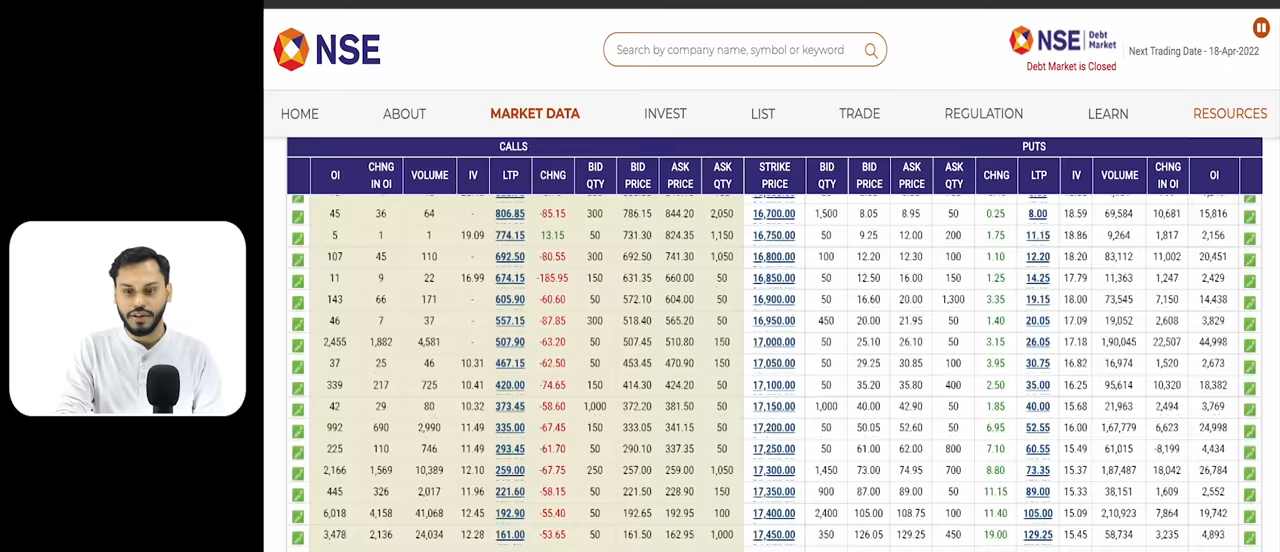 NSE
Search by company name, symbol or keyword
NSE Debt Market
Debt Market is Closed
Next Trading Date - 18-Apr-2022
HOME ABOUT MARKET DATA INVEST LIST TRADE REGULATION LEARN RESOURCES
CALLS PUTS
OI CHNG IN OI VOLUME IV LTP CHNG BID QTY BID PRICE ASK PRICE ASK QTY STRIKE PRICE BID QTY BID PRICE ASK PRICE ASK QTY CHNG LTP IV VOLUME CHNG IN OI OI
45 36 64 - 806.85 -85.15 300 786.15 844.20 2,050 16,700.00 1,500 8.05 8.95 50 0.25 8.00 18.59 69,584 10,681 15,816
5 1 1 19.09 774.15 13.15 50 731.30 824.35 1,150 16,750.00 50 9.25 12.00 200 1.75 11.15 18.86 9,264 1,817 2,156
107 45 110 - 692.50 -80.55 300 692.50 741.30 1,050 16,800.00 100 12.20 12.30 100 1.10 12.20 18.20 83,112 11,002 20,451
11 9 22 16.99 674.15 -185.95 150 631.35 660.00 50 16,850.00 50 12.50 16.00 150 1.25 14.25 17.79 11,363 1,247 2,429
143 66 171 - 605.90 -60.60 50 572.10 604.00 50 16,900.00 50 16.60 20.00 1,300 3.35 19.15 18.00 73,545 7,150 14,438
46 7 37 - 557.15 -87.85 300 518.40 565.20 50 16,950.00 450 20.00 21.95 50 1.40 20.05 17.09 19,052 2,608 3,829
2,455 1,882 4,581 - 507.90 -63.20 50 507.45 510.80 150 17,000.00 50 25.10 26.10 50 3.15 26.05 17.18 1,90,045 22,507 44,998
37 25 46 10.31 467.15 -62.50 50 453.45 470.90 150 17,050.00 50 29.25 30.85 100 3.95 30.75 16.82 16,974 1,520 2,673
339 217 725 10.41 420.00 -74.65 150 414.30 424.20 50 17,100.00 50 35.20 35.80 400 2.50 35.00 16.25 95,614 10,320 18,382
42 29 80 10.32 373.45 -58.60 1,000 372.20 381.50 50 17,150.00 1,000 40.00 42.90 50 1.85 40.00 15.68 21,963 2,494 3,769
992 690 2,990 11.49 335.00 -67.45 150 333.05 341.15 50 17,200.00 50 50.05 52.60 50 6.95 52.55 16.00 1,67,779 6,623 24,998
225 110 746 11.49 293.45 -61.70 50 290.10 337.35 50 17,250.00 50 61.00 62.00 800 7.10 60.55 15.49 61,015 -8,199 4,434
2,166 1,569 10,389 12.10 259.00 -67.75 250 257.00 259.00 1,050 17,300.00 1,450 73.00 74.95 700 8.80 73.35 15.37 1,87,487 18,042 26,784
445 326 2,017 11.96 221.60 -58.15 50 221.50 228.90 150 17,350.00 900 87.00 89.00 50 11.15 89.00 15.33 38,151 1,609 2,552
6,018 4,158 41,068 12.45 192.90 -55.40 50 192.65 192.95 100 17,400.00 2,400 105.00 108.75 100 11.40 105.00 15.09 2,10,923 7,864 19,742
3,478 2,136 24,034 12.28 161.00 -53.65 50 161.50 162.95 1,000 17,450.00 350 126.05 129.25 450 19.00 129.25 15.45 58,734 3,235 4,893